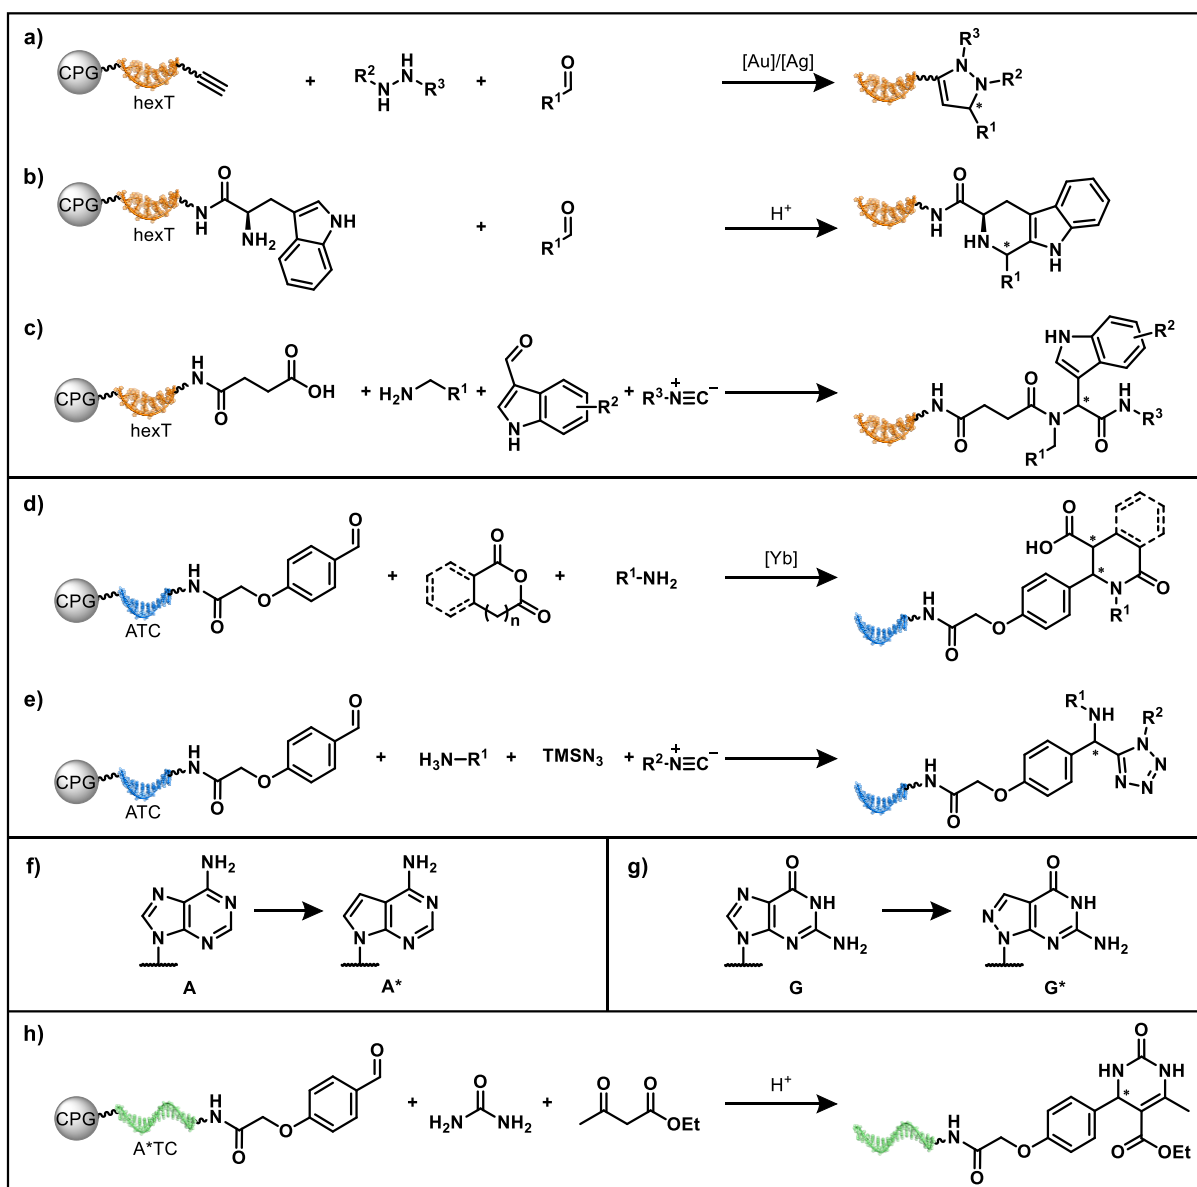 a)
CPG
hexT
+
R² N H H N R³
+
O
R¹
[Au]/[Ag]
R³
N
N R²
*
R¹
b)
CPG
hexT
N H
O
NH₂
NH
+
O
R¹
H⁺
N H
O
HN
*
R¹
N H
c)
CPG
hexT
H N
O
O
OH
+ H₂N R¹
+
O
N H
R²
+ R³-N≡C
+ −
H N
O
O
N
R¹
*
HN
R²
O
H N
R³
d)
CPG
ATC
H N
O
O
O
+
O
O
O
( )n
+
R¹-NH₂
[Yb]
H N
O
O
HO
O
*
*
N
R¹
O
e)
CPG
ATC
H N
O
O
O
+
H₃N-R¹
+
TMSN₃
+ R²-N≡C
+ −
H N
O
O
R¹
NH
*
R²
N
N
N
N
f)
NH₂
N
N
N
N
A
NH₂
N
N
N
A*
g)
O
N
NH
N
N
NH₂
G
O
N
NH
N
N
NH₂
G*
h)
CPG
A*TC
H N
O
O
O
+
O
H₂N NH₂
+
O O
OEt
H⁺
H N
O
O
O
HN NH
*
O
OEt